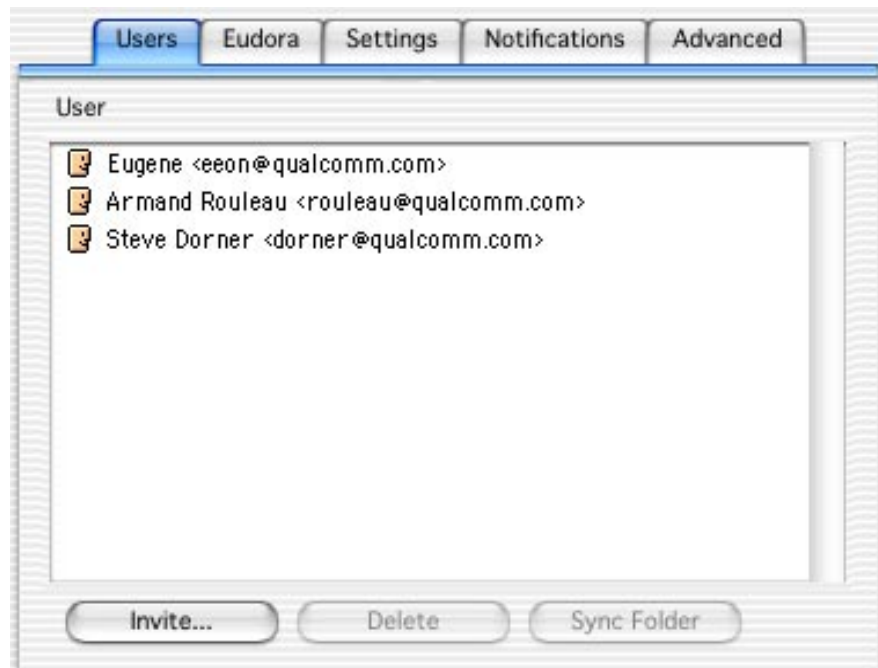 Users Eudora Settings Notifications Advanced
User
Eugene <eeon@qualcomm.com>
Armand Rouleau <rouleau@qualcomm.com>
Steve Dorner <dorner@qualcomm.com>
Invite... Delete Sync Folder